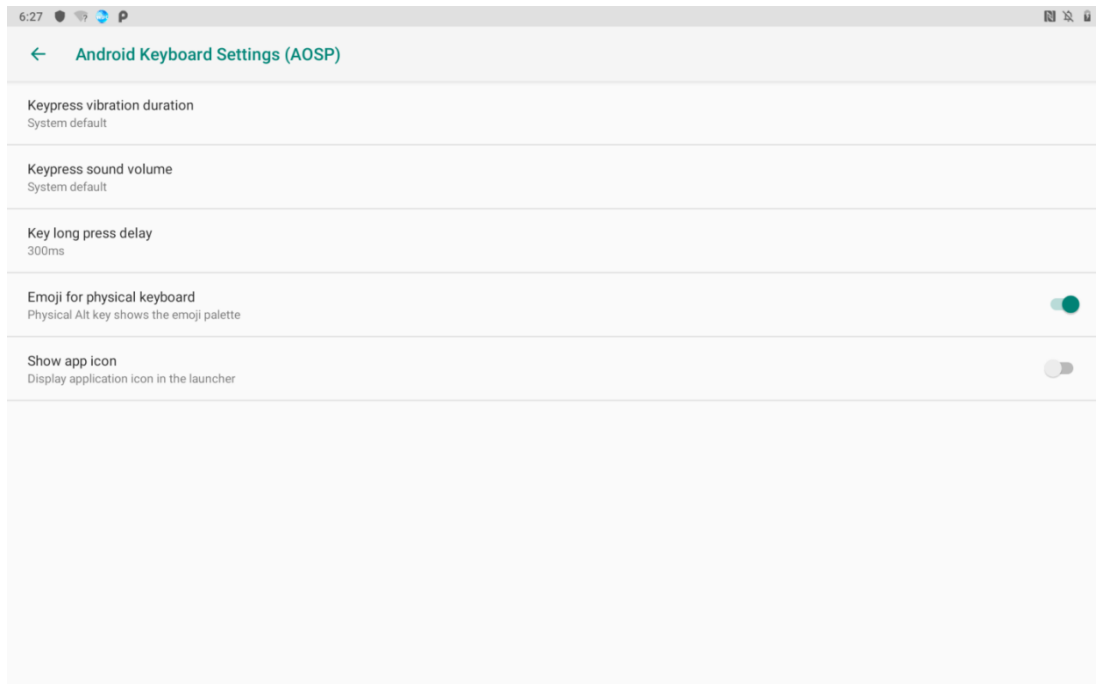 6:27
Android Keyboard Settings (AOSP)
Keypress vibration duration
System default
Keypress sound volume
System default
Key long press delay
300ms
Emoji for physical keyboard
Physical Alt key shows the emoji palette
Show app icon
Display application icon in the launcher